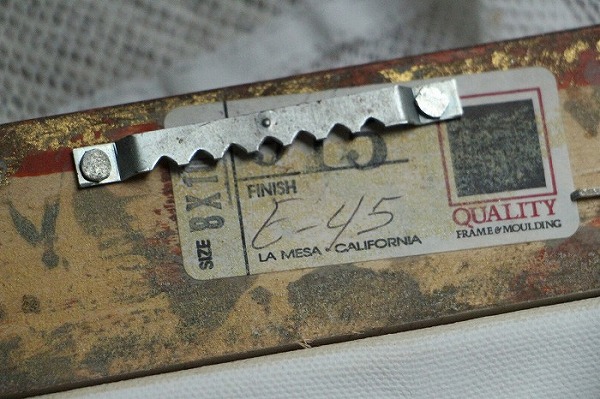 SIZE 8 X 10
FINISH
E-45
LA MESA - CALIFORNIA
QUALITY
FRAME & MOULDING